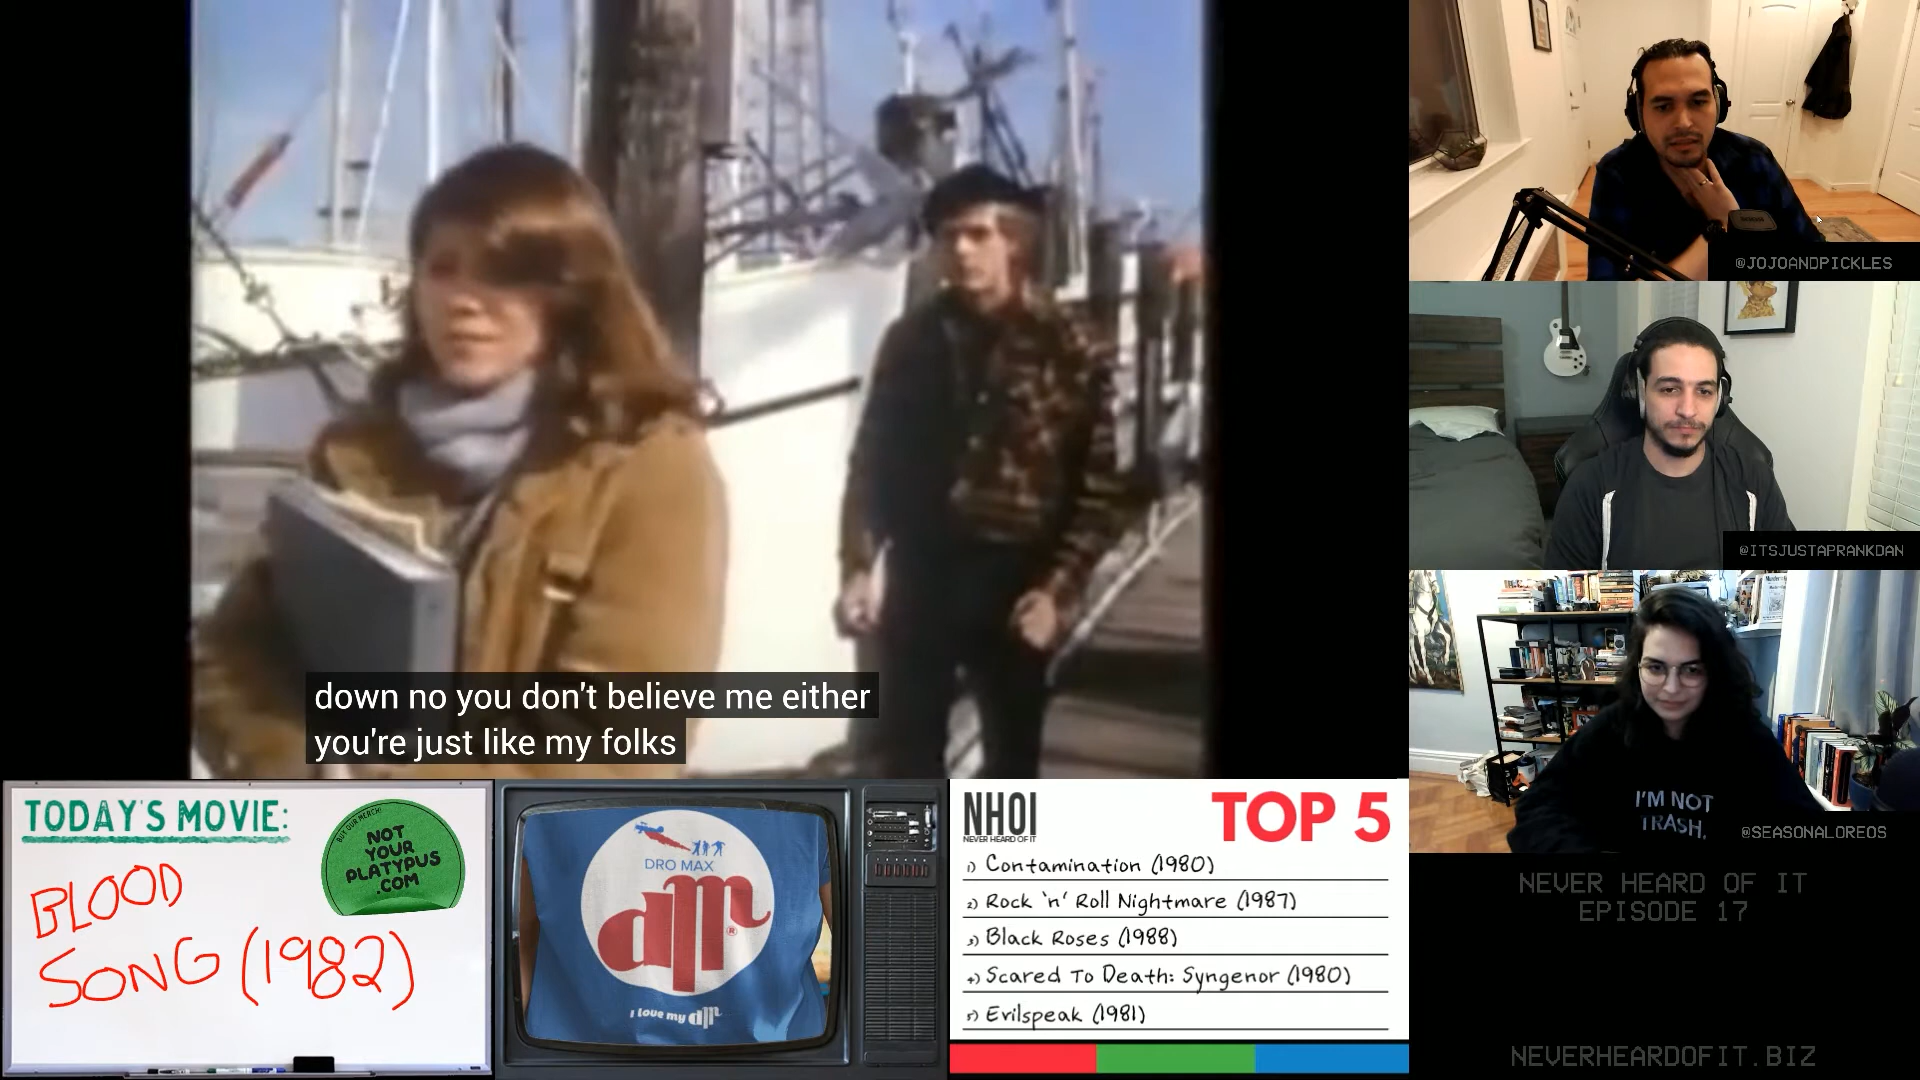 down no you don't believe me either
you're just like my folks
@JOJOANDPICKLES
@ITSJUSTAPRANKDAN
I'M NOT
TRASH.
@SEASONALOREOS
TODAY'S MOVIE:
BUY OUR MERCH!
NOT
YOUR
PLATYPUS
.COM
BLOOD
SONG (1982)
DRO MAX
dm®
I love my dm
NHOI
NEVER HEARD OF IT
TOP 5
1) Contamination (1980)
2) Rock 'n' Roll Nightmare (1987)
3) Black Roses (1988)
4) Scared To Death: Syngenor (1980)
5) Evilspeak (1981)
NEVER HEARD OF IT
EPISODE 17
NEVERHEARDOFIT.BIZ